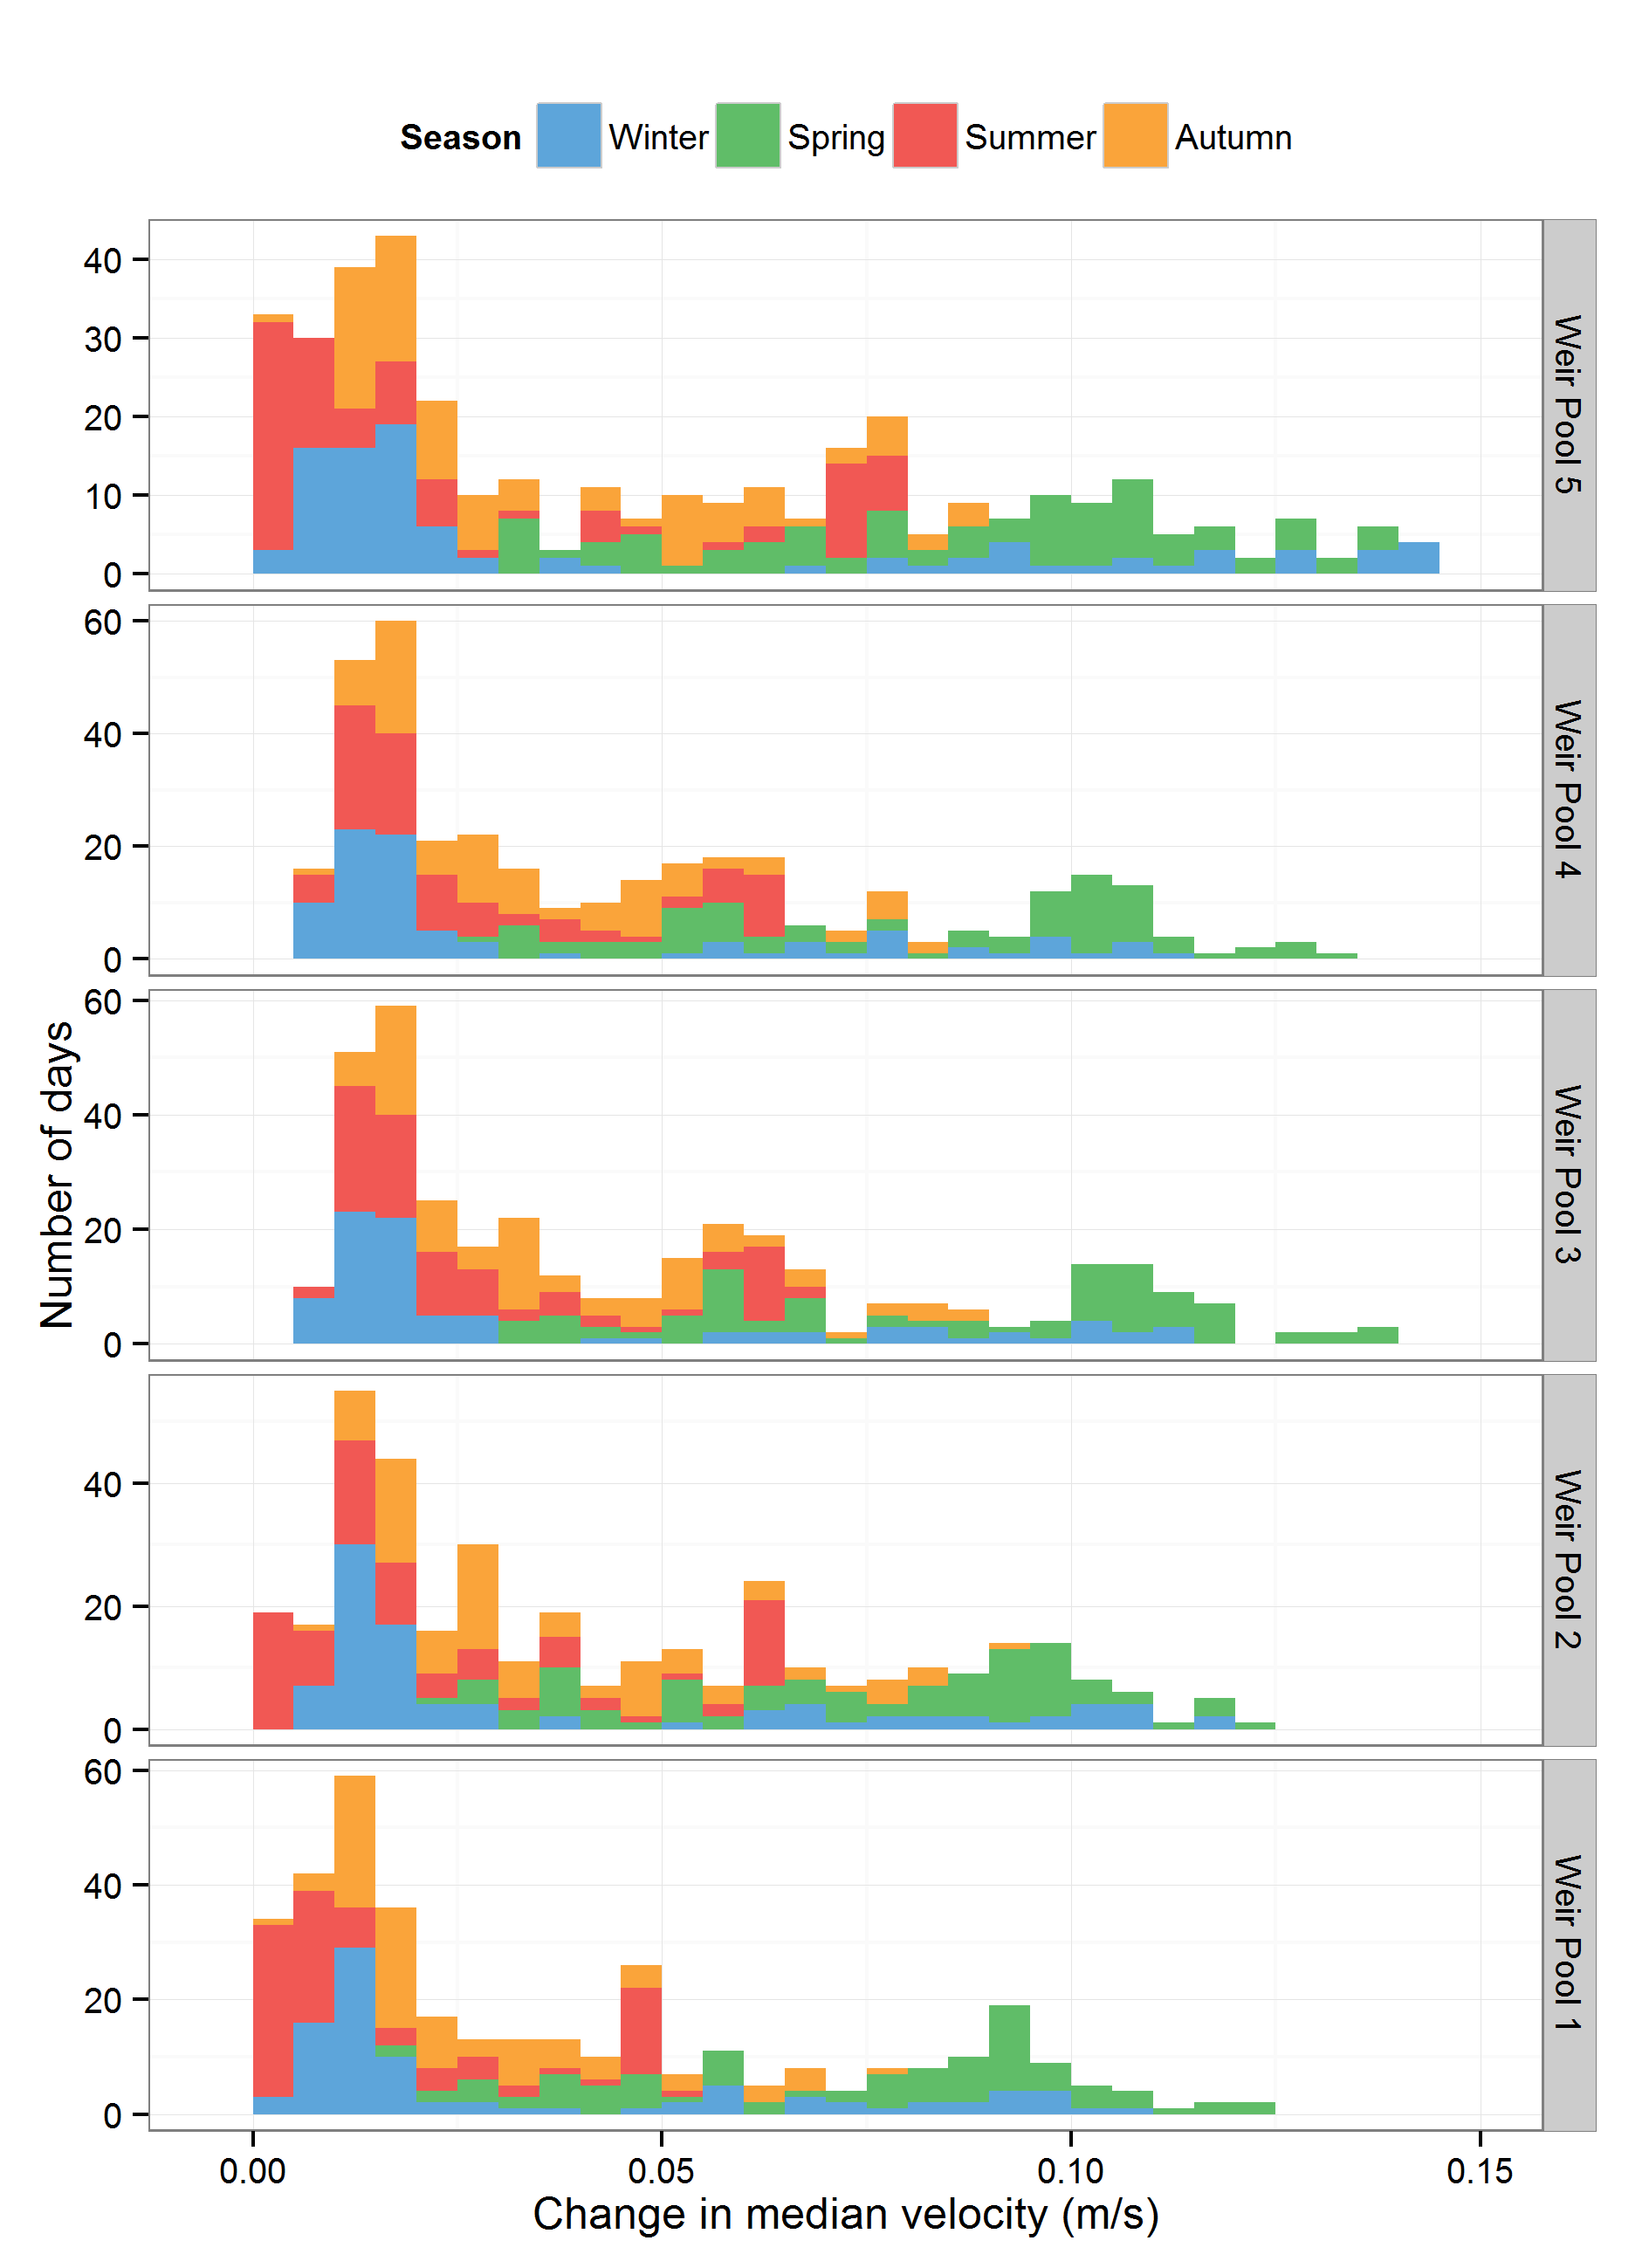 Season Winter Spring Summer Autumn
40
30
20
10
0
Weir Pool 5
60
40
20
0
Weir Pool 4
60
40
20
0
Weir Pool 3
40
20
0
Weir Pool 2
60
40
20
0
Weir Pool 1
Number of days
0.00 0.05 0.10 0.15
Change in median velocity (m/s)